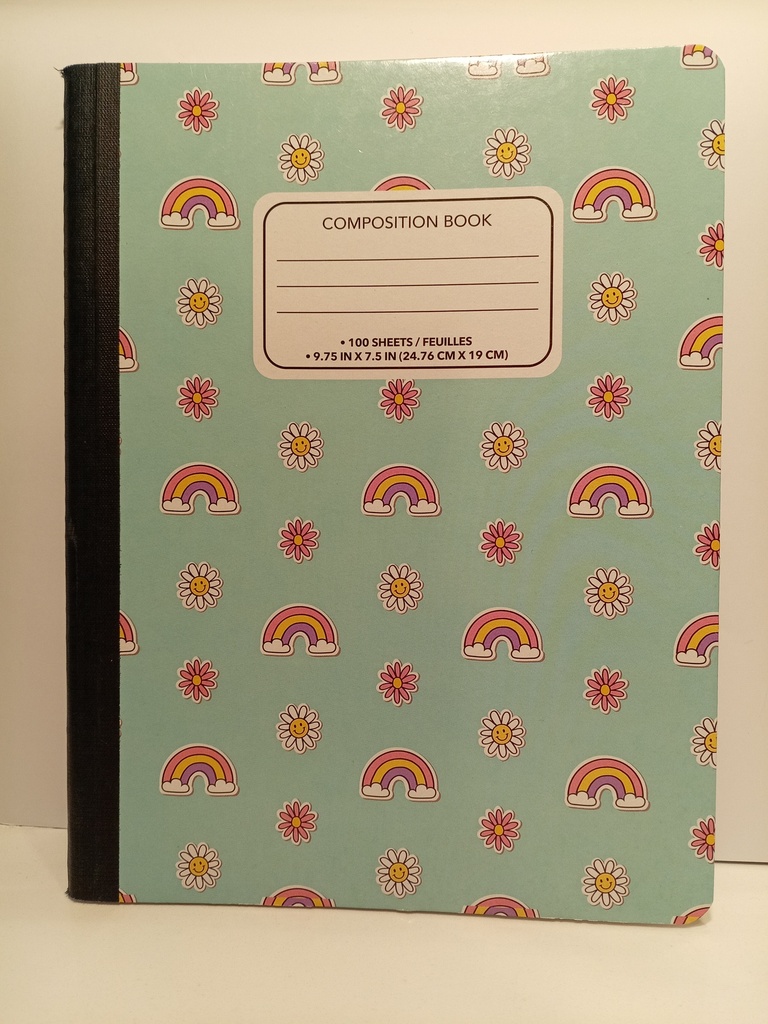 COMPOSITION BOOK
• 100 SHEETS / FEUILLES
• 9.75 IN X 7.5 IN (24.76 CM X 19 CM)